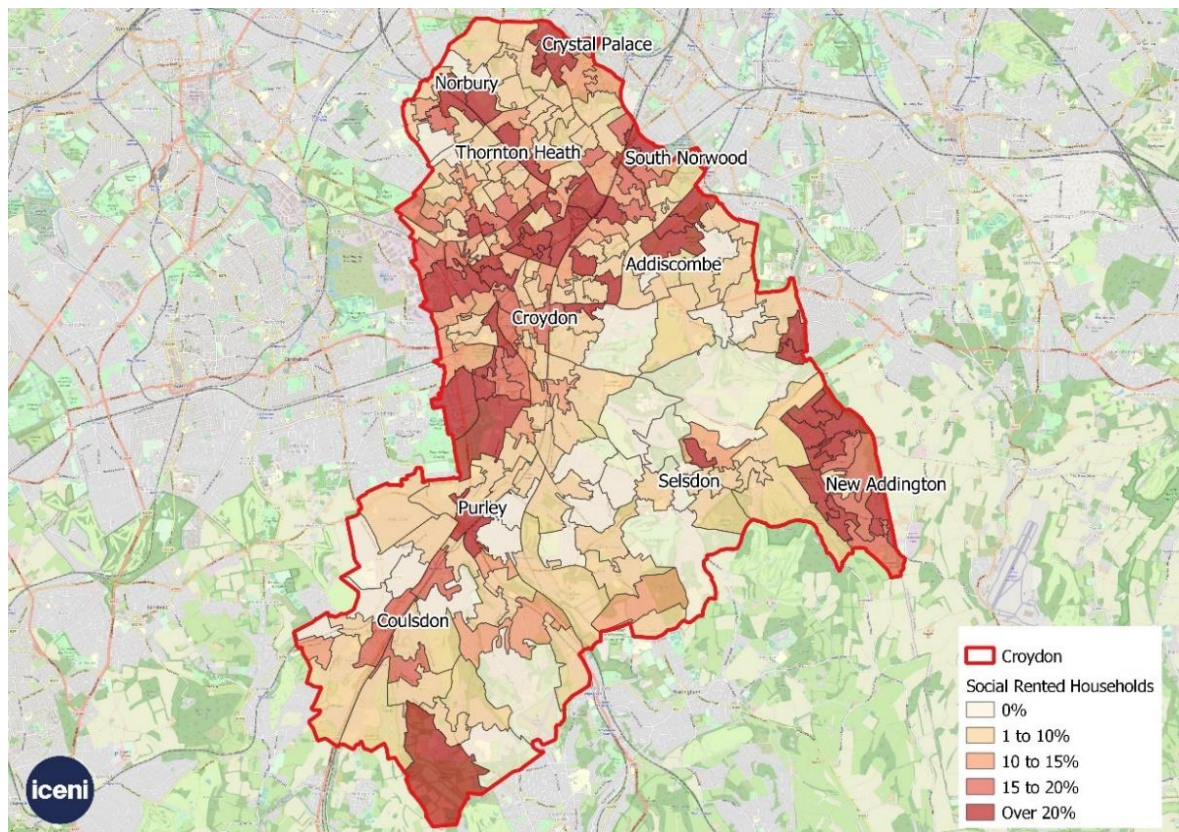 Crystal Palace
Norbury
Thornton Heath
South Norwood
Addiscombe
Croydon
Selsdon
New Addington
Purley
Coulsdon
Croydon
Social Rented Households
0%
1 to 10%
10 to 15%
15 to 20%
Over 20%
iceni